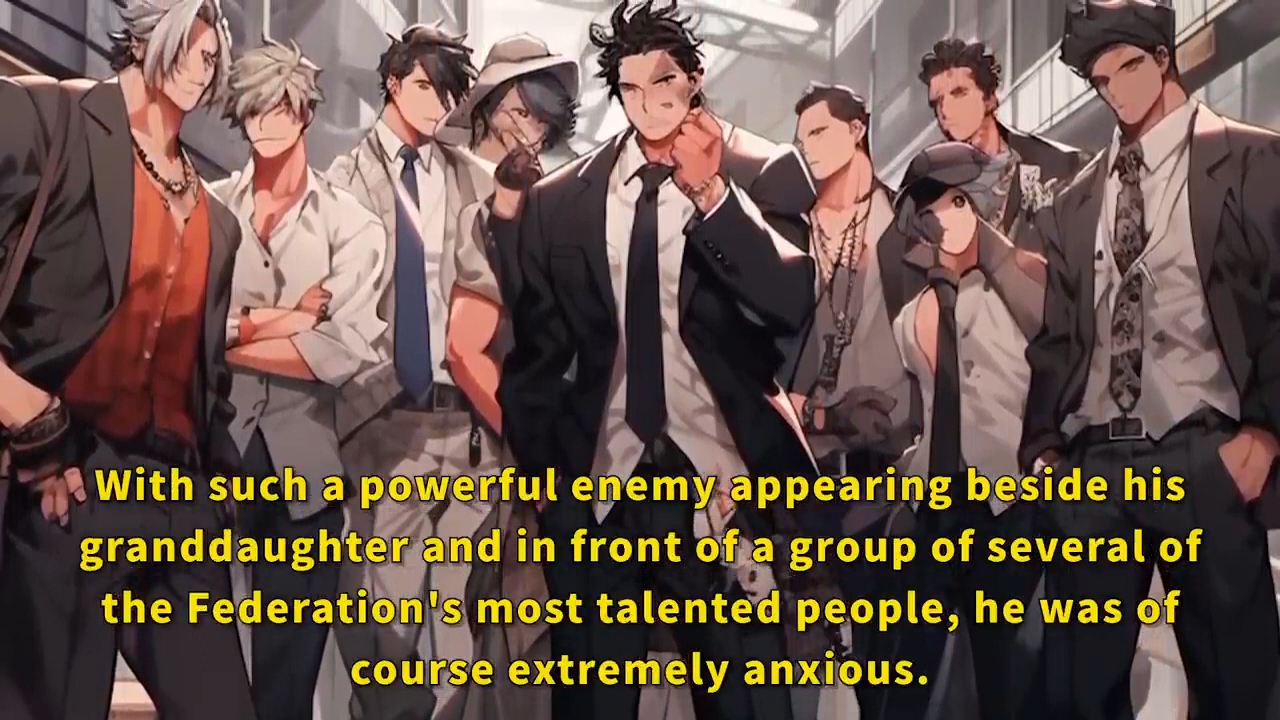 With such a powerful enemy appearing beside his
granddaughter and in front of a group of several of
the Federation's most talented people, he was of
course extremely anxious.